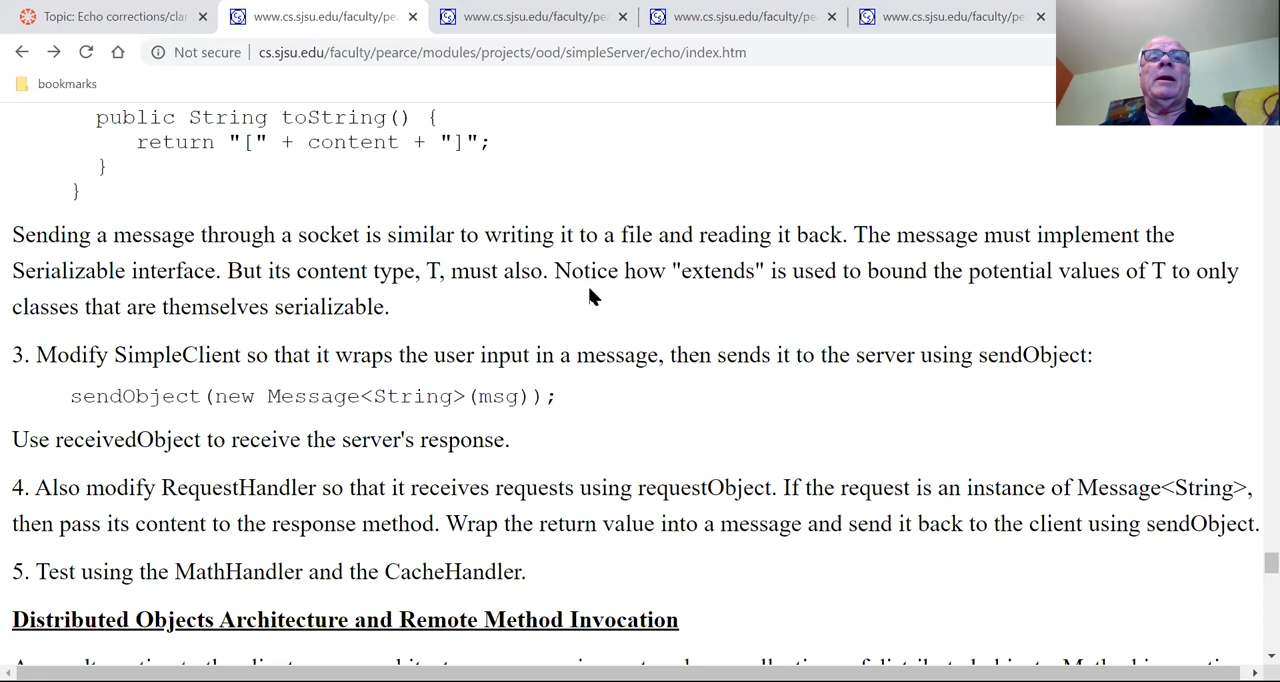 Topic: Echo corrections/clar
www.cs.sjsu.edu/faculty/pe
www.cs.sjsu.edu/faculty/pe
www.cs.sjsu.edu/faculty/pe
www.cs.sjsu.edu/faculty/pe
Not secure cs.sjsu.edu/faculty/pearce/modules/projects/ood/simpleServer/echo/index.htm
bookmarks
public String toString() {
return "[" + content + "]";
}
}
Sending a message through a socket is similar to writing it to a file and reading it back. The message must implement the
Serializable interface. But its content type, T, must also. Notice how "extends" is used to bound the potential values of T to only
classes that are themselves serializable.
3. Modify SimpleClient so that it wraps the user input in a message, then sends it to the server using sendObject:
sendObject(new Message<String>(msg));
Use receivedObject to receive the server's response.
4. Also modify RequestHandler so that it receives requests using requestObject. If the request is an instance of Message<String>,
then pass its content to the response method. Wrap the return value into a message and send it back to the client using sendObject.
5. Test using the MathHandler and the CacheHandler.
Distributed Objects Architecture and Remote Method Invocation